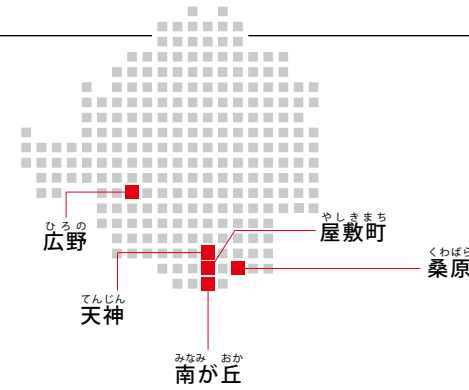 ひろの
広野
やしきまち
屋敷町
くわばら
桑原
てんじん
天神
みなみ おか
南が丘